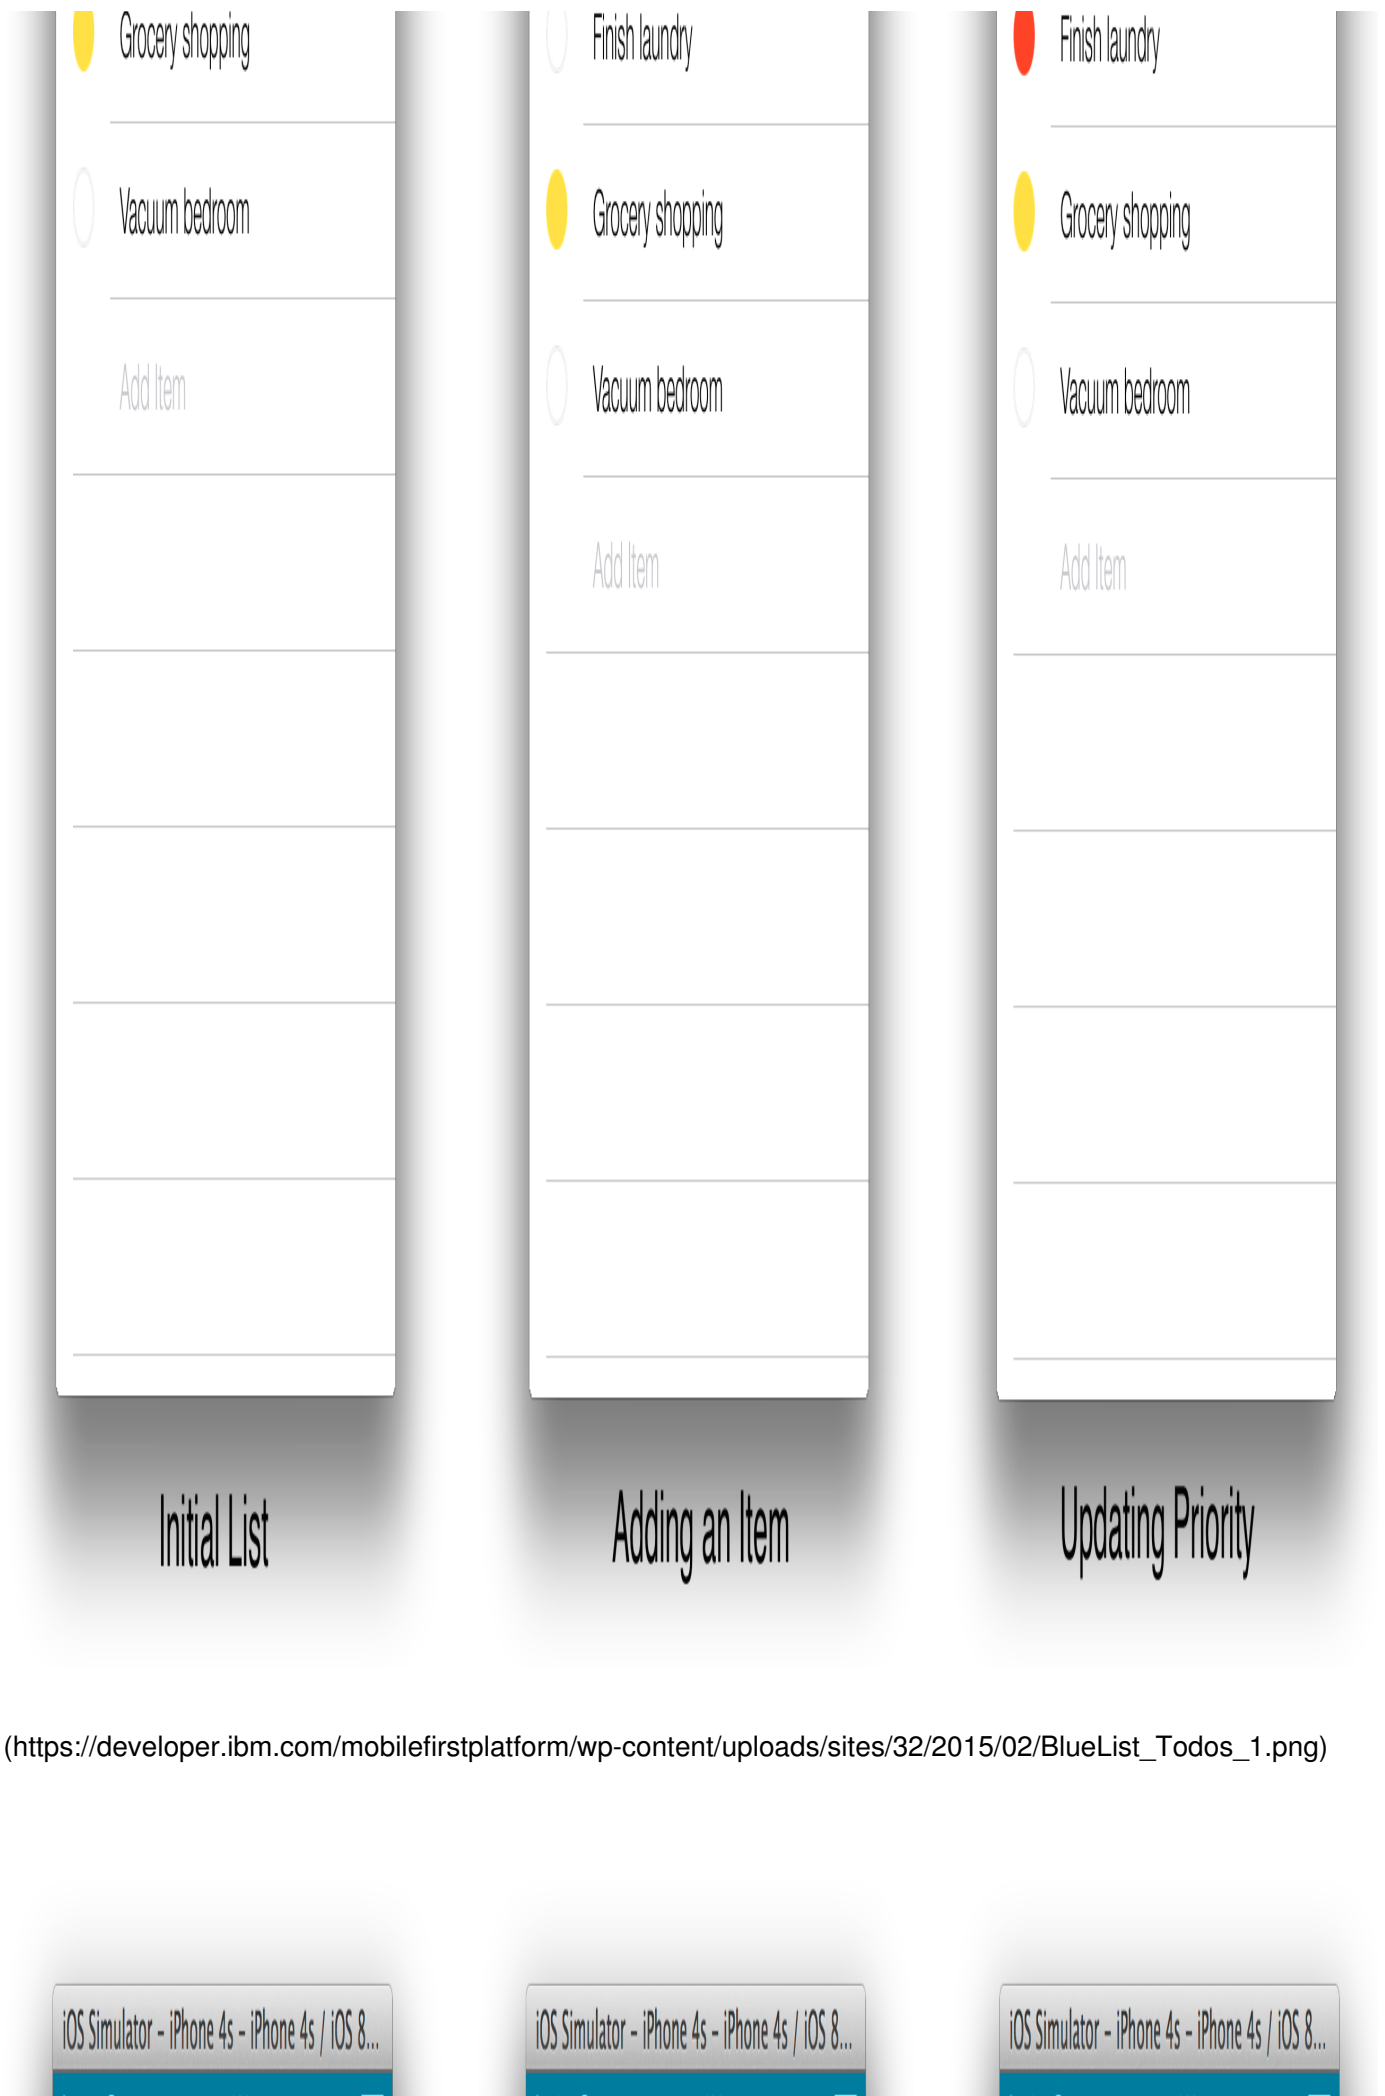 Grocery shopping
Vacuum bedroom
Add Item
Initial List
Finish laundry
Grocery shopping
Vacuum bedroom
Add Item
Adding an Item
Finish laundry
Grocery shopping
Vacuum bedroom
Add Item
Updating Priority
(https://developer.ibm.com/mobilefirstplatform/wp-content/uploads/sites/32/2015/02/BlueList_Todos_1.png)
iOS Simulator – iPhone 4s – iPhone 4s / iOS 8...
iOS Simulator – iPhone 4s – iPhone 4s / iOS 8...
iOS Simulator – iPhone 4s – iPhone 4s / iOS 8...